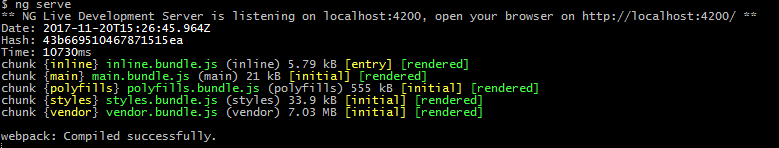 $ ng serve
** NG Live Development Server is listening on localhost:4200, open your browser on http://localhost:4200/ **
Date: 2017-11-20T15:26:45.964Z
Hash: 43b6695104678715​15ea
Time: 10730ms
chunk {inline} inline.bundle.js (inline) 5.79 kB [entry] [rendered]
chunk {main} main.bundle.js (main) 21 kB [initial] [rendered]
chunk {polyfills} polyfills.bundle.js (polyfills) 555 kB [initial] [rendered]
chunk {styles} styles.bundle.js (styles) 33.9 kB [initial] [rendered]
chunk {vendor} vendor.bundle.js (vendor) 7.03 MB [initial] [rendered]
webpack: Compiled successfully.